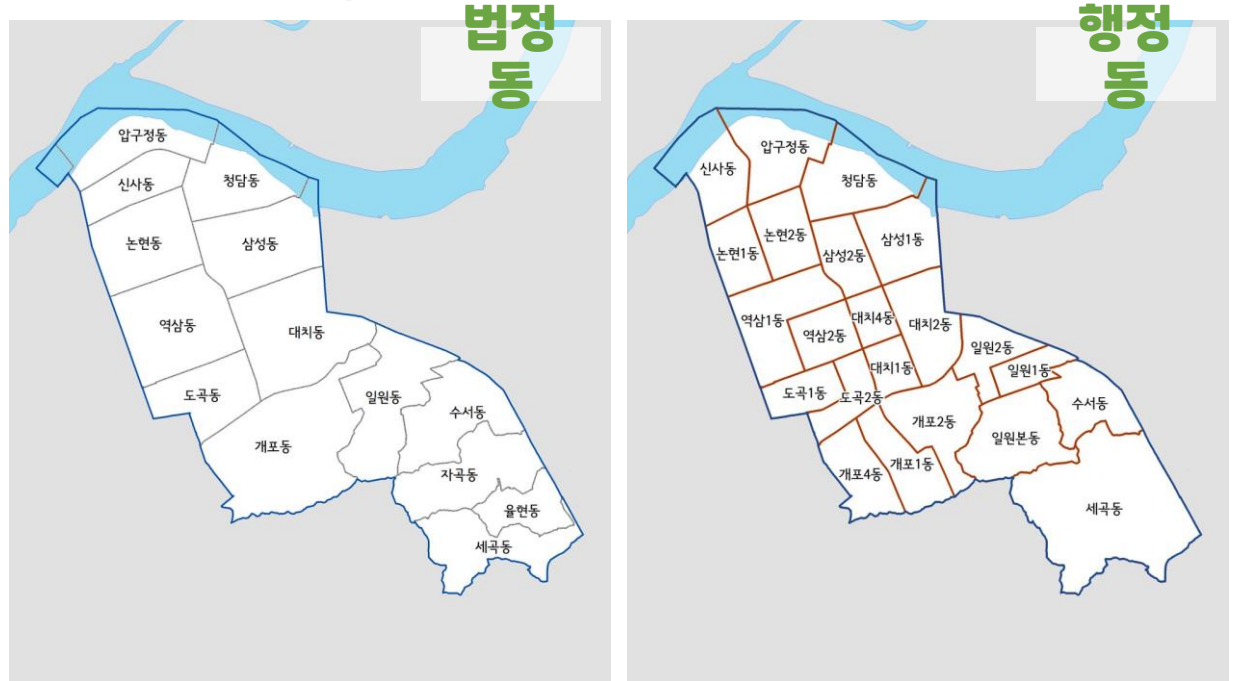 법정
동
압구정동
신사동
청담동
논현동
삼성동
역삼동
대치동
도곡동
일원동
수서동
개포동
자곡동
율현동
세곡동
행정
동
압구정동
신사동
청담동
논현2동
논현1동
삼성1동
삼성2동
역삼1동
대치4동
대치2동
역삼2동
일원2동
대치1동
일원1동
도곡1동
도곡2동
수서동
개포2동
일원본동
개포1동
개포4동
세곡동